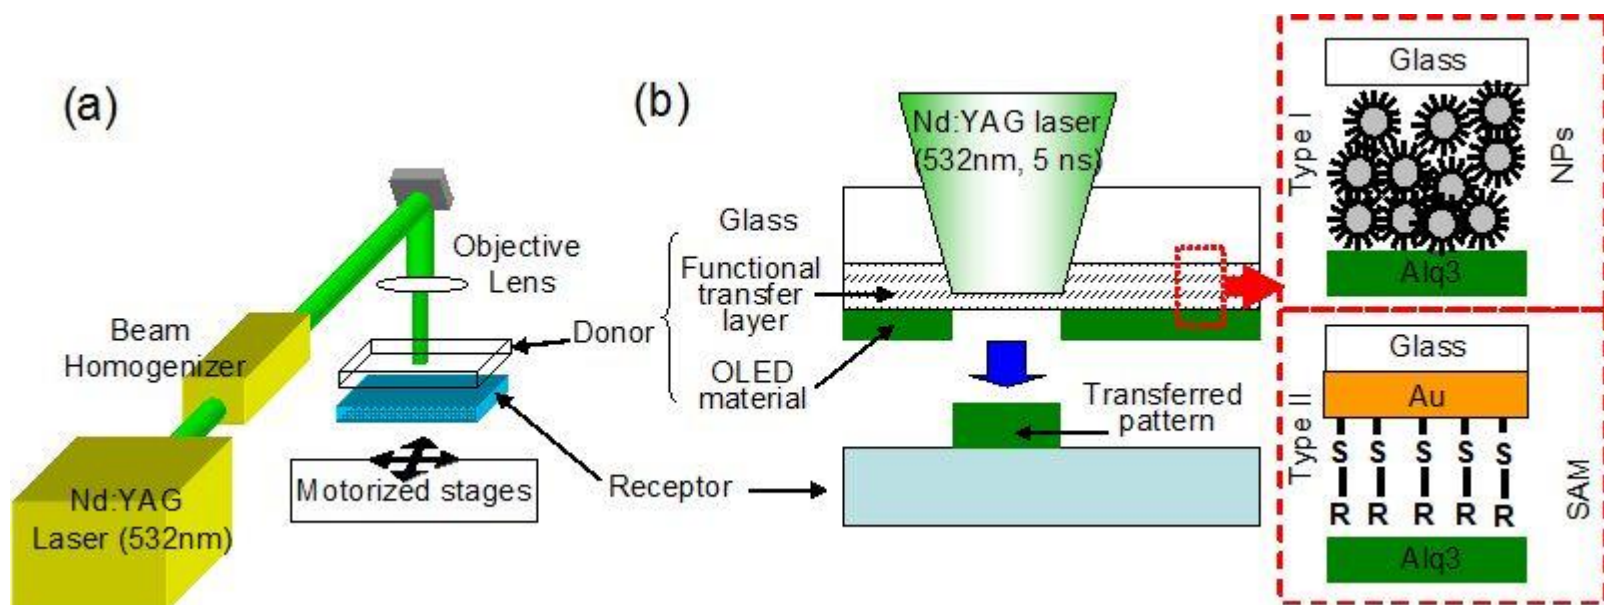 (a)
Objective
Lens
Beam
Homogenizer
Donor
Nd:YAG
Laser (532nm)
Motorized stages
Receptor
(b)
Nd:YAG laser
(532nm, 5 ns)
Glass
Functional
transfer
layer
OLED
material
Transferred
pattern
Type I
Glass
Alq3
NPs
Type II
Glass
Au
S S S S S
R R R R R
Alq3
SAM